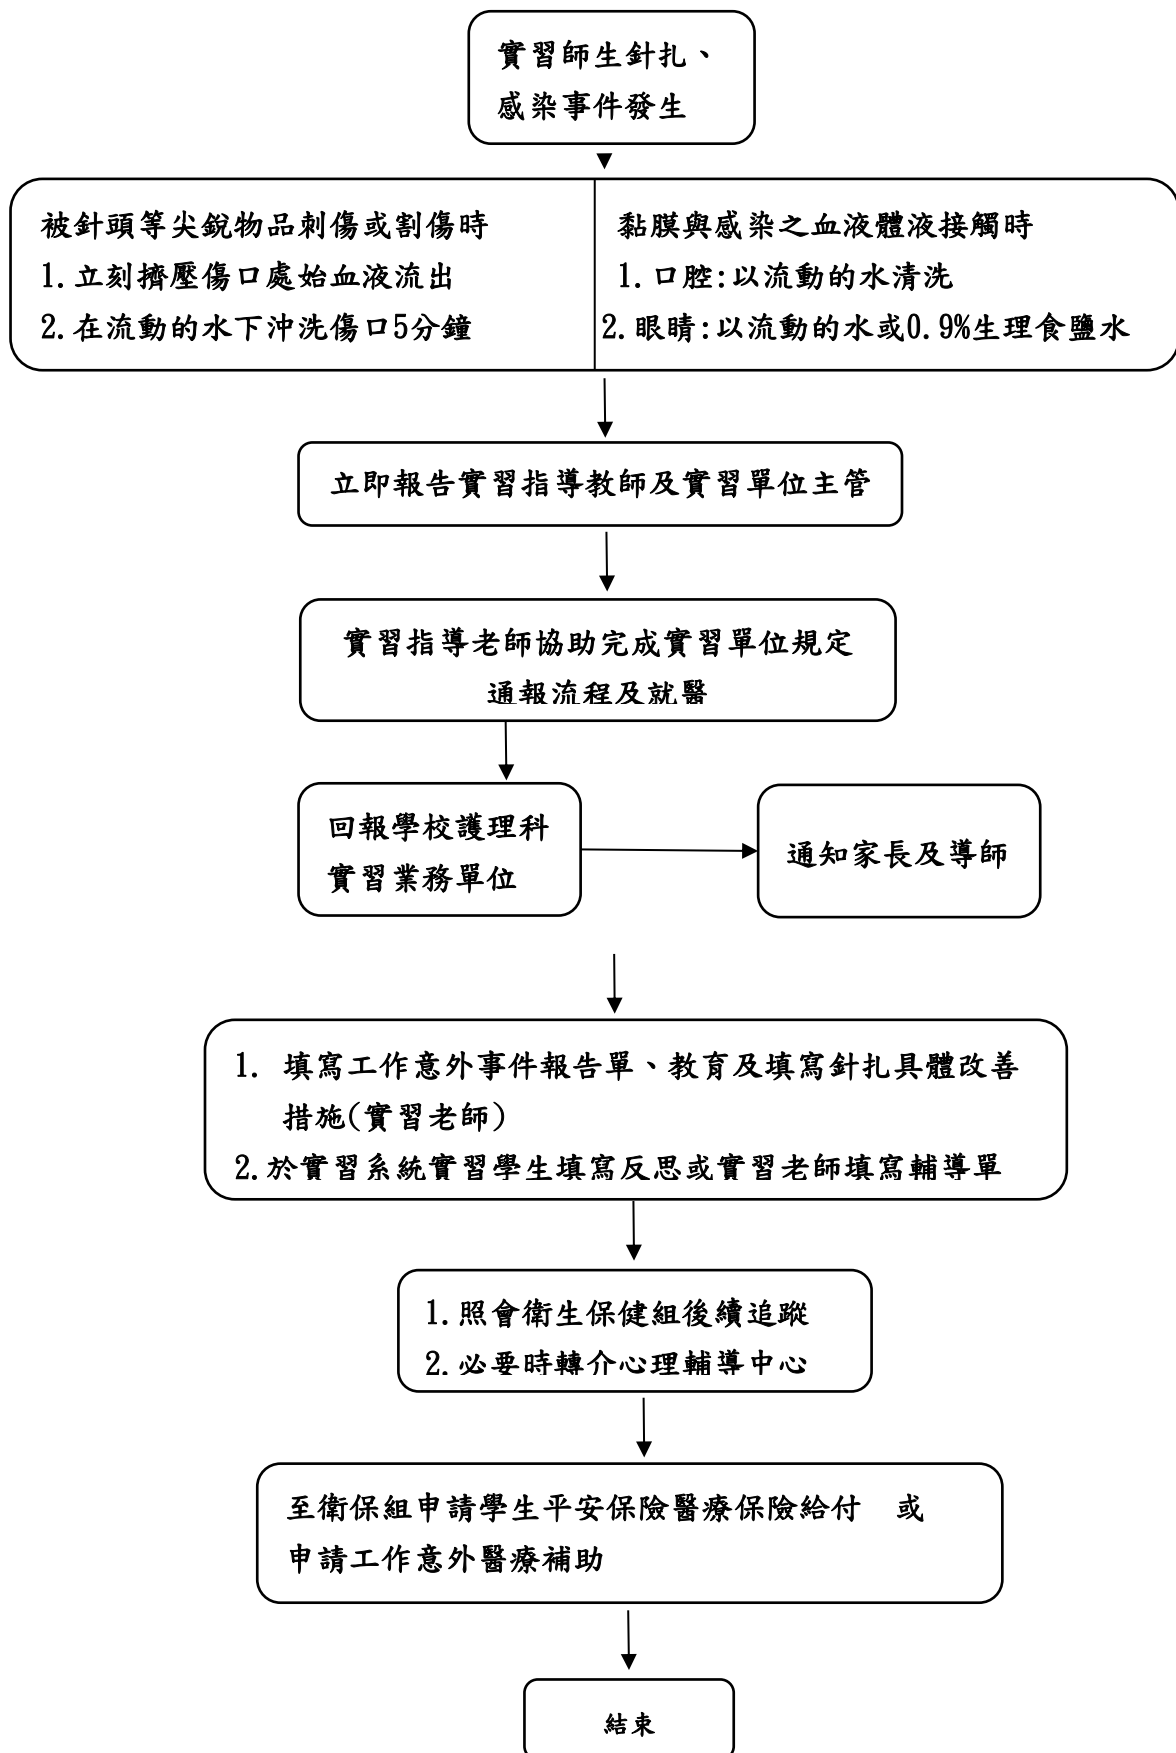 實習師生針扎、
感染事件發生
被針頭等尖銳物品刺傷或割傷時
1.立刻擠壓傷口處始血液流出
2.在流動的水下沖洗傷口5分鐘
黏膜與感染之血液體液接觸時
1.口腔:以流動的水清洗
2.眼睛:以流動的水或0.9%生理食鹽水
立即報告實習指導教師及實習單位主管
實習指導老師協助完成實習單位規定
通報流程及就醫
回報學校護理科
實習業務單位
通知家長及導師
1. 填寫工作意外事件報告單、教育及填寫針扎具體改善
措施(實習老師)
2.於實習系統實習學生填寫反思或實習老師填寫輔導單
1.照會衛生保健組後續追蹤
2.必要時轉介心理輔導中心
至衛保組申請學生平安保險醫療保險給付 或
申請工作意外醫療補助
結束